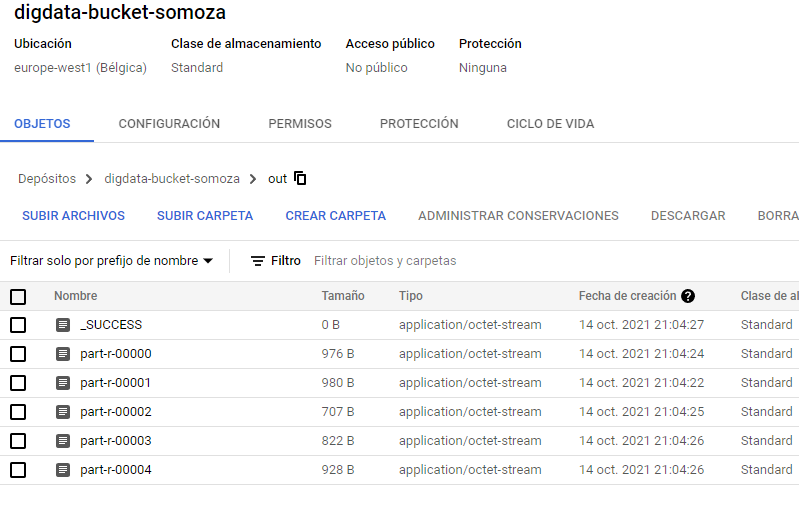 digdata-bucket-somoza
Ubicación Clase de almacenamiento Acceso público Protección
europe-west1 (Bélgica) Standard No público Ninguna
OBJETOS CONFIGURACIÓN PERMISOS PROTECCIÓN CICLO DE VIDA
Depósitos digdata-bucket-somoza out
SUBIR ARCHIVOS SUBIR CARPETA CREAR CARPETA ADMINISTRAR CONSERVACIONES DESCARGAR BORRA
Filtrar solo por prefijo de nombre Filtro Filtrar objetos y carpetas
Nombre Tamaño Tipo Fecha de creación ? Clase de al
_SUCCESS 0 B application/octet-stream 14 oct. 2021 21:04:27 Standard
part-r-00000 976 B application/octet-stream 14 oct. 2021 21:04:24 Standard
part-r-00001 980 B application/octet-stream 14 oct. 2021 21:04:22 Standard
part-r-00002 707 B application/octet-stream 14 oct. 2021 21:04:25 Standard
part-r-00003 822 B application/octet-stream 14 oct. 2021 21:04:26 Standard
part-r-00004 928 B application/octet-stream 14 oct. 2021 21:04:26 Standard